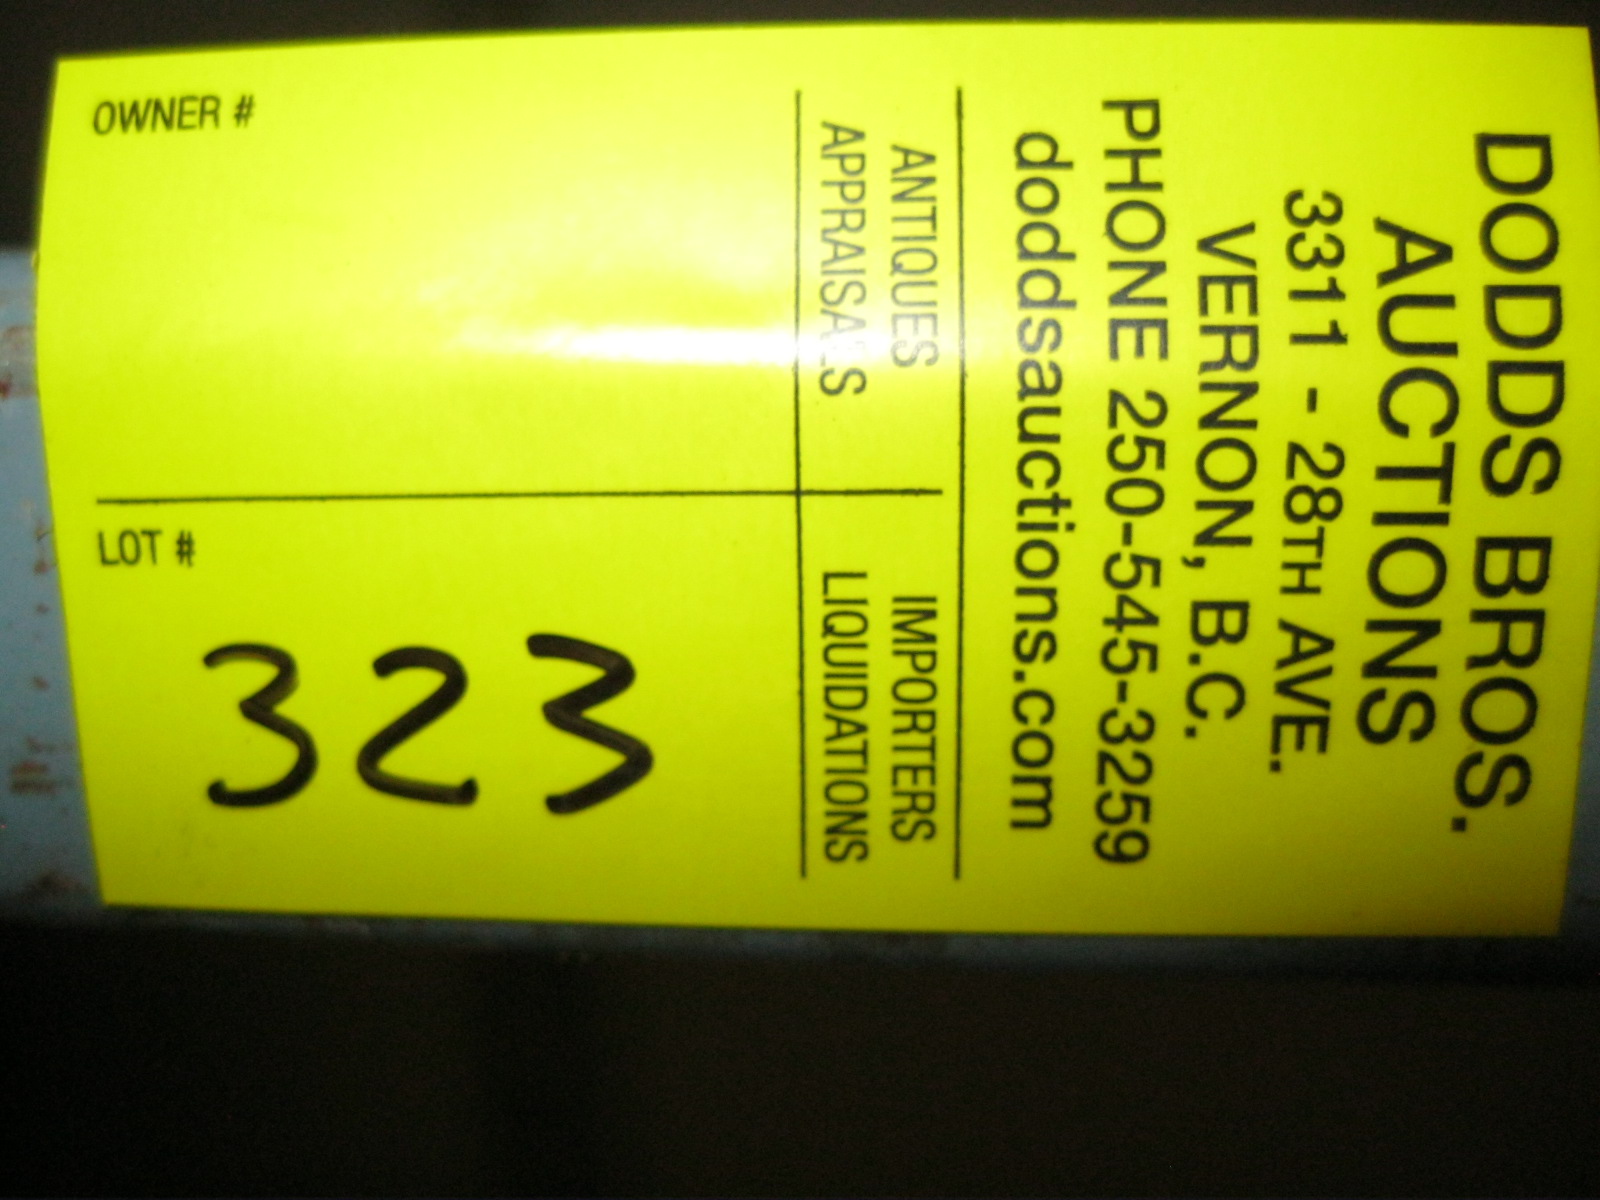 DODDS BROS.
AUCTIONS
3311 - 28TH AVE.
VERNON, B.C.
PHONE 250-545-3259
doddsauctions.com
ANTIQUES
APPRAISALS
IMPORTERS
LIQUIDATIONS
OWNER #
LOT #
323